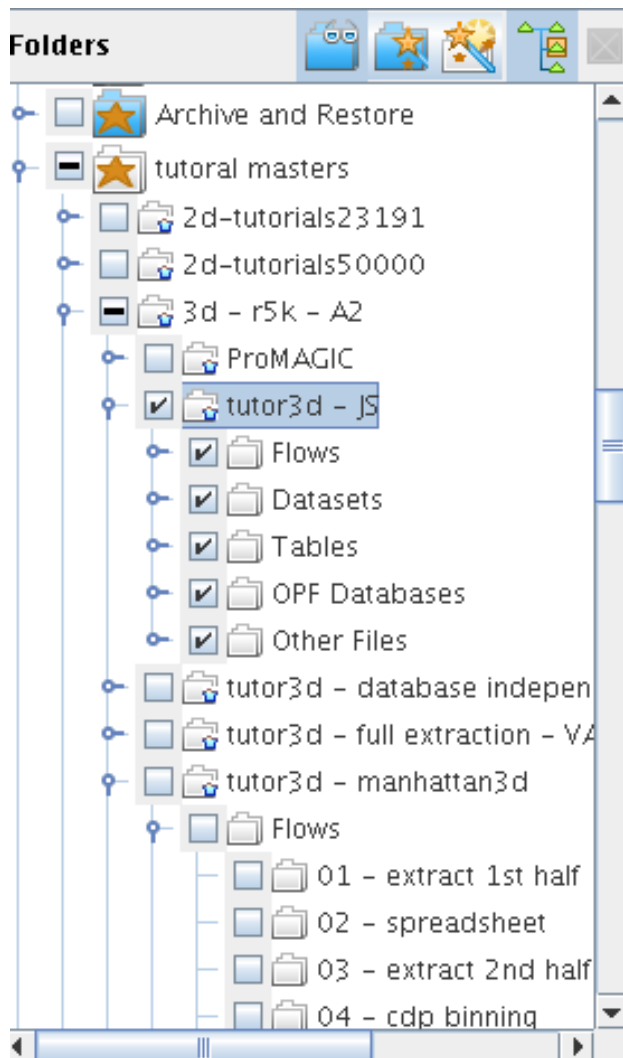 Folders
Archive and Restore
tutoral masters
2d-tutorials23191
2d-tutorials50000
3d - r5k - A2
ProMAGIC
tutor3d - JS
Flows
Datasets
Tables
OPF Databases
Other Files
tutor3d - database indepen
tutor3d - full extraction - VA
tutor3d - manhattan3d
Flows
01 - extract 1st half
02 - spreadsheet
03 - extract 2nd half
04 - cdp binning